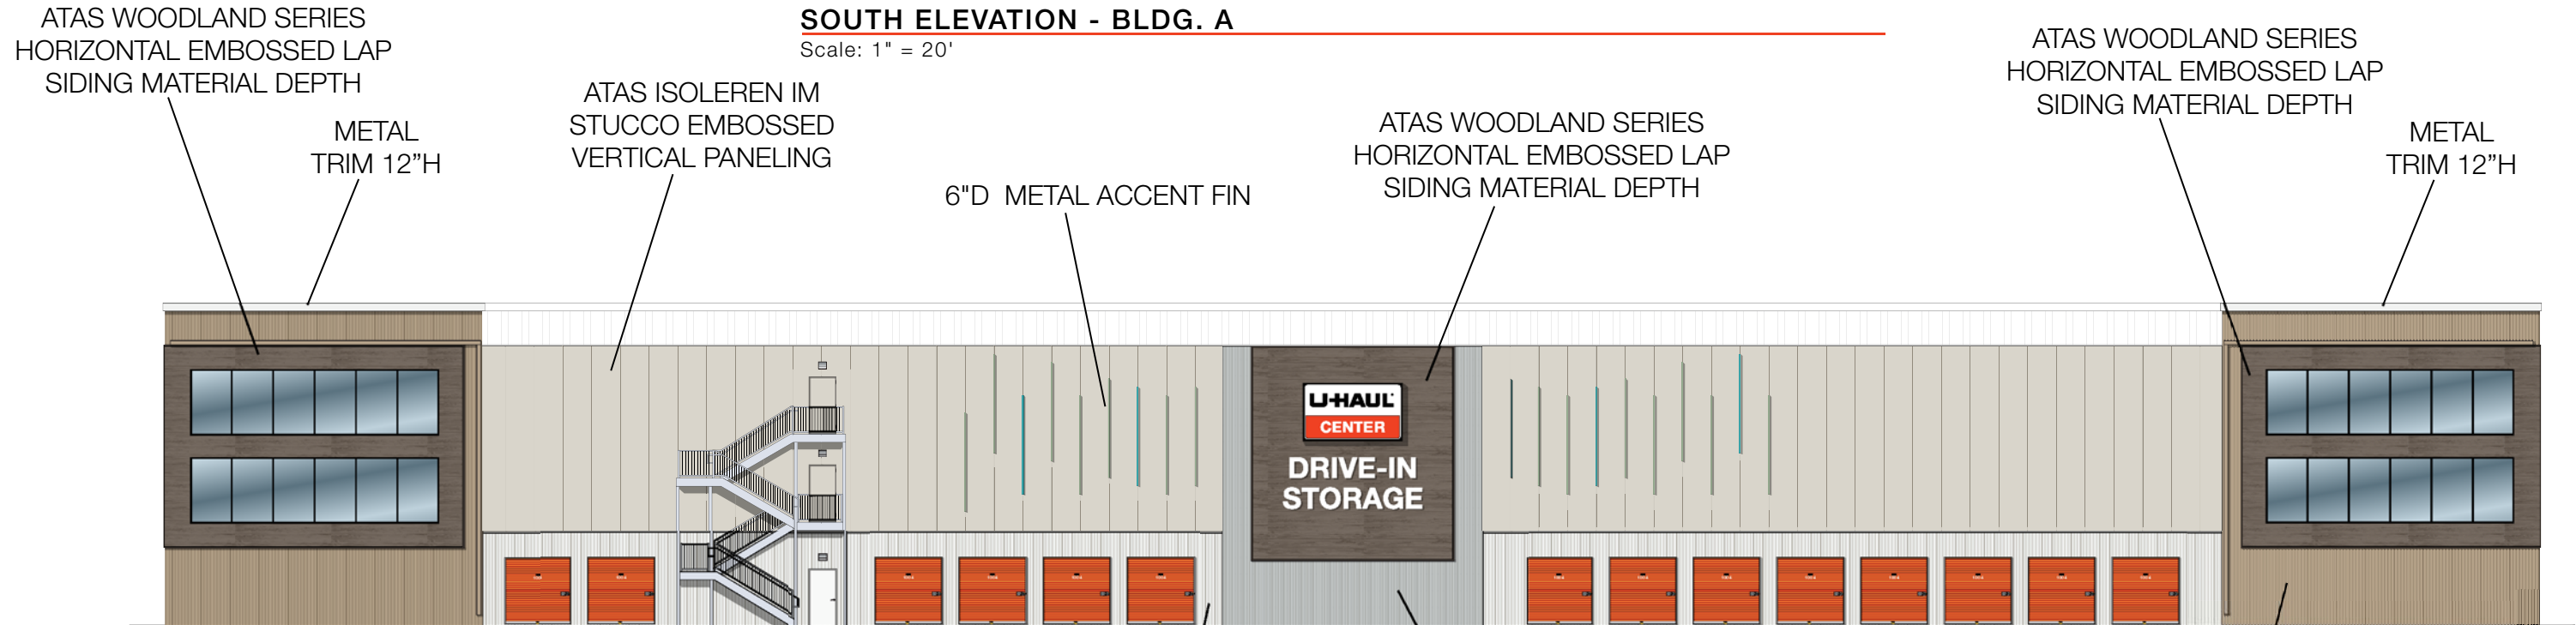 SOUTH ELEVATION - BLDG. A
Scale: 1" = 20'
ATAS WOODLAND SERIES
HORIZONTAL EMBOSSED LAP
SIDING MATERIAL DEPTH
METAL
TRIM 12”H
ATAS ISOLEREN IM
STUCCO EMBOSSED
VERTICAL PANELING
6"D METAL ACCENT FIN
ATAS WOODLAND SERIES
HORIZONTAL EMBOSSED LAP
SIDING MATERIAL DEPTH
ATAS WOODLAND SERIES
HORIZONTAL EMBOSSED LAP
SIDING MATERIAL DEPTH
METAL
TRIM 12”H
U-HAUL
CENTER
DRIVE-IN
STORAGE